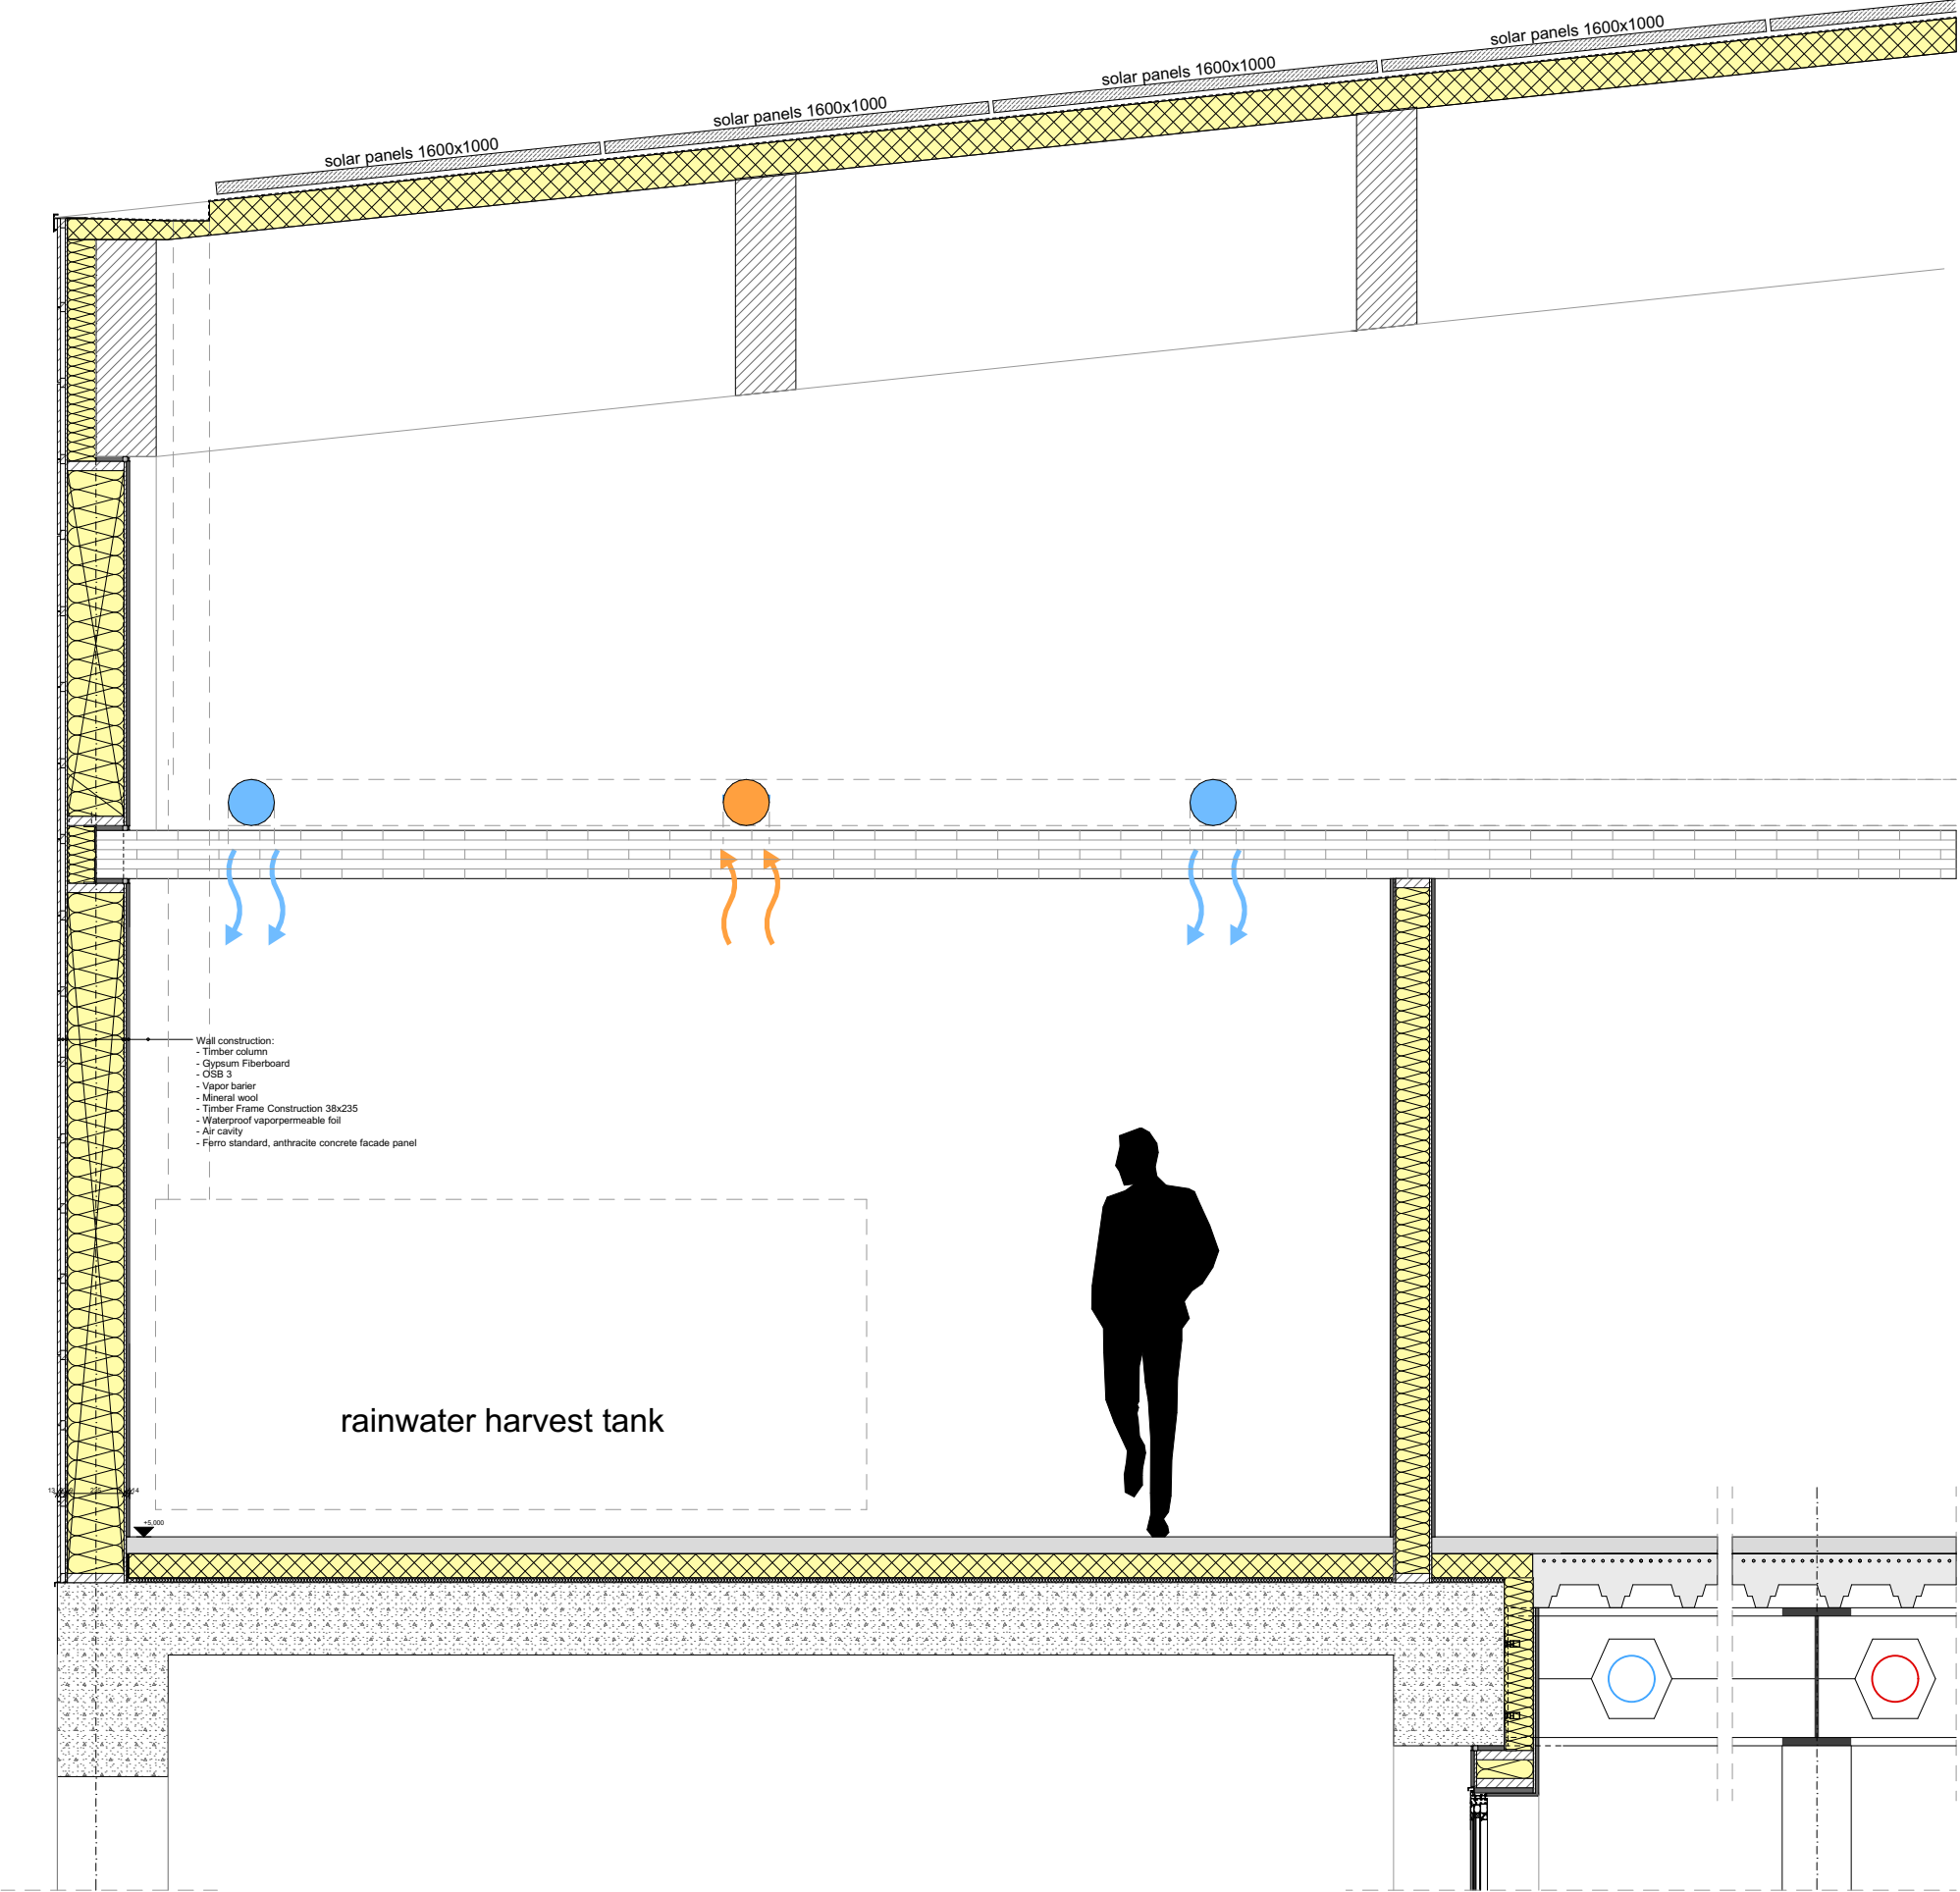 solar panels 1600x1000
solar panels 1600x1000
solar panels 1600x1000
solar panels 1600x1000
Wall construction:
- Timber column
- Gypsum Fiberboard
- OSB 3
- Vapor barier
- Mineral wool
- Timber Frame Construction 38x235
- Waterproof vaporpermeable foil
- Air cavity
- Ferro standard, anthracite concrete facade panel
rainwater harvest tank
+5,000